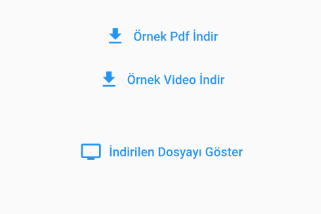 Örnek Pdf İndir
Örnek Video İndir
İndirilen Dosyayı Göster